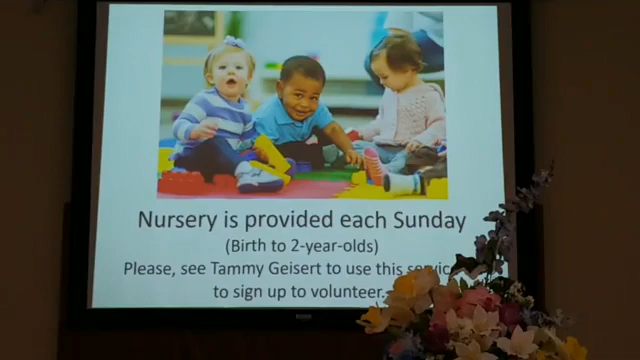 Nursery is provided each Sunday
(Birth to 2-year-olds)
Please, see Tammy Geisert to use this service
to sign up to volunteer.